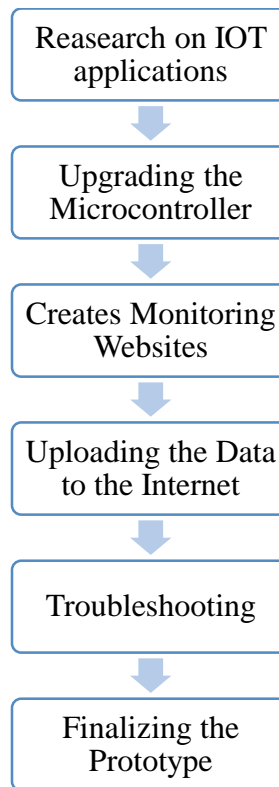 Reasearch on IOT
applications
Upgrading the
Microcontroller
Creates Monitoring
Websites
Uploading the Data
to the Internet
Troubleshooting
Finalizing the
Prototype